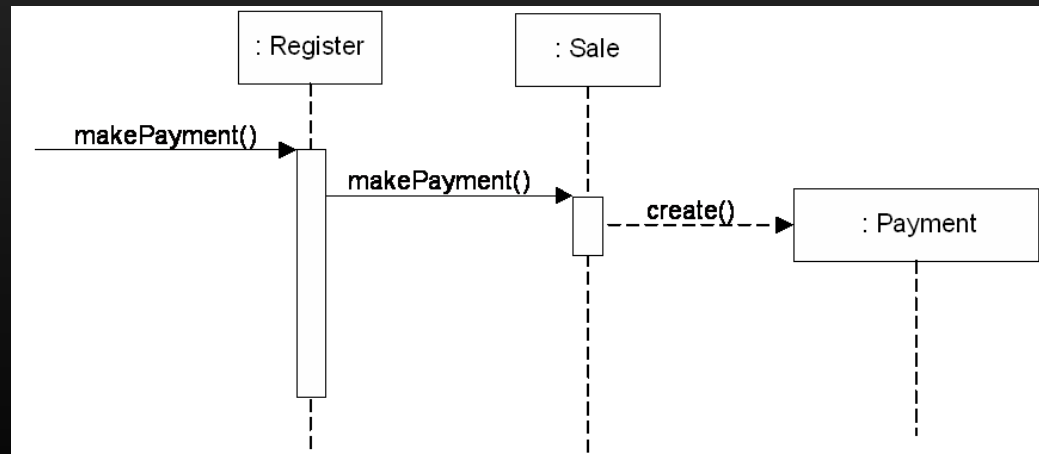 : Register
: Sale
makePayment()
makePayment()
create()
: Payment